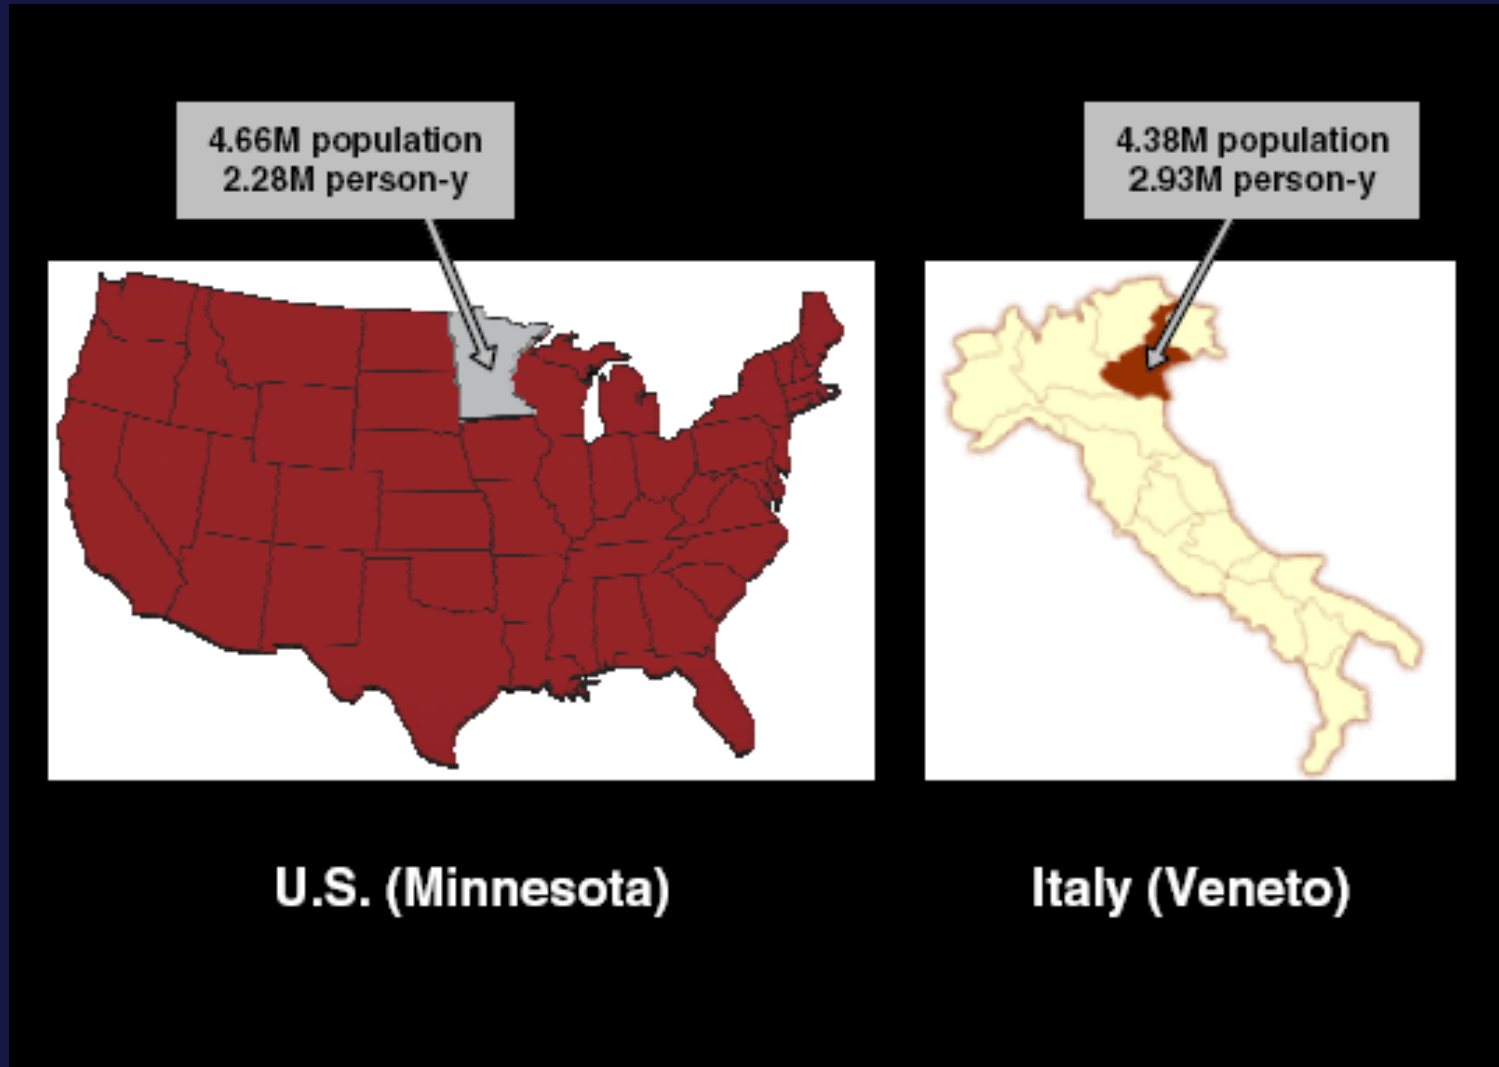 4.66M population
2.28M person-y
4.38M population
2.93M person-y
U.S. (Minnesota)
Italy (Veneto)